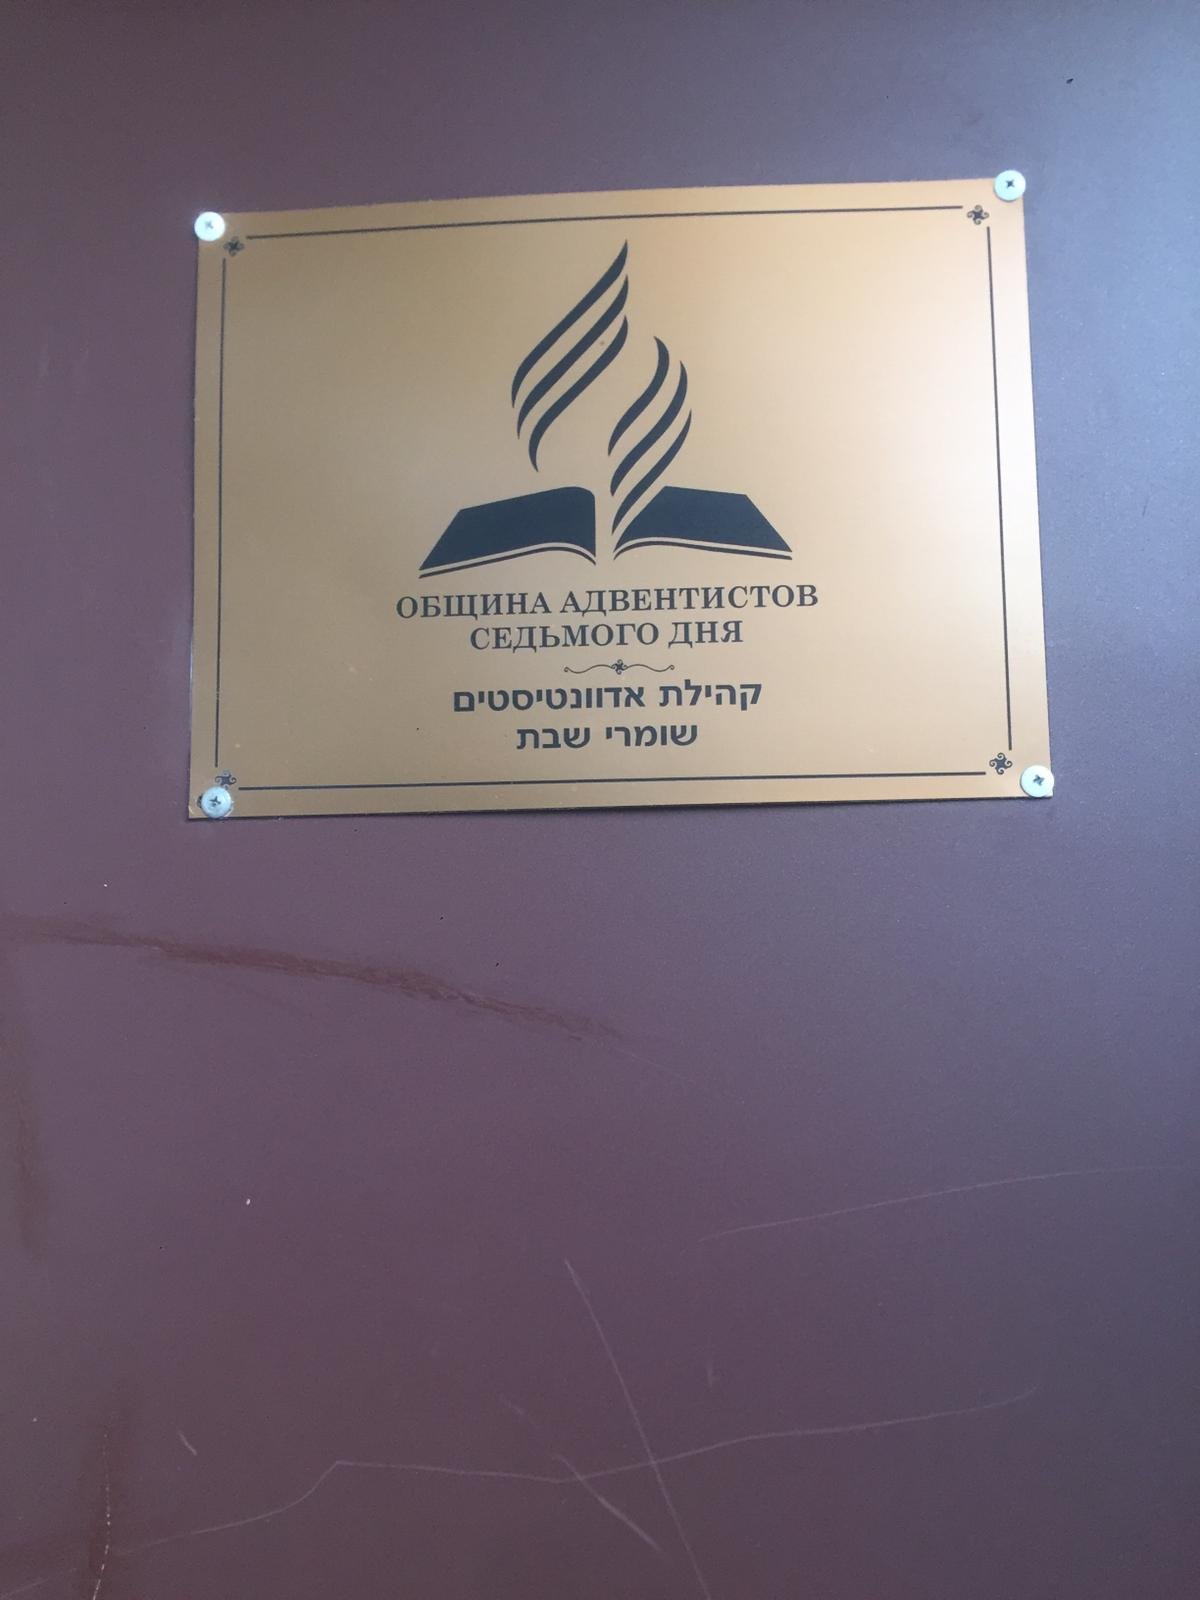 ОБЩИНА АДВЕНТИСТОВ
СЕДЬМОГО ДНЯ
קהילת אדוונטיסטים
שומרי שבת